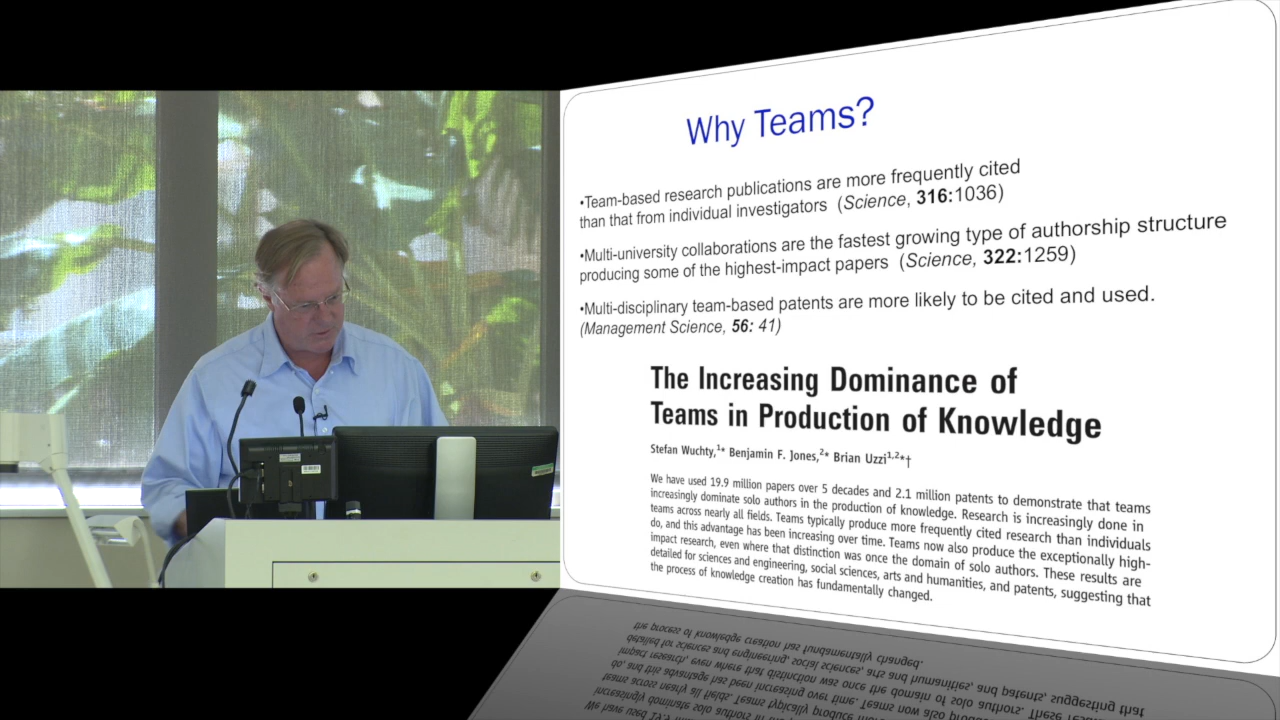 Why Teams?
•Team-based research publications are more frequently cited
than that from individual investigators (Science, 316:1036)
•Multi-university collaborations are the fastest growing type of authorship structure
producing some of the highest-impact papers (Science, 322:1259)
•Multi-disciplinary team-based patents are more likely to be cited and used.
(Management Science, 56: 41)
The Increasing Dominance of
Teams in Production of Knowledge
Stefan Wuchty,¹* Benjamin F. Jones,²* Brian Uzzi¹,²*†
We have used 19.9 million papers over 5 decades and 2.1 million patents to demonstrate that teams
increasingly dominate solo authors in the production of knowledge. Research is increasingly done in
teams across nearly all fields. Teams typically produce more frequently cited research than individuals
do, and this advantage has been increasing over time. Teams now also produce the exceptionally high-
impact research, even where that distinction was once the domain of solo authors. These results are
detailed for sciences and engineering, social sciences, arts and humanities, and patents, suggesting that
the process of knowledge creation has fundamentally changed.